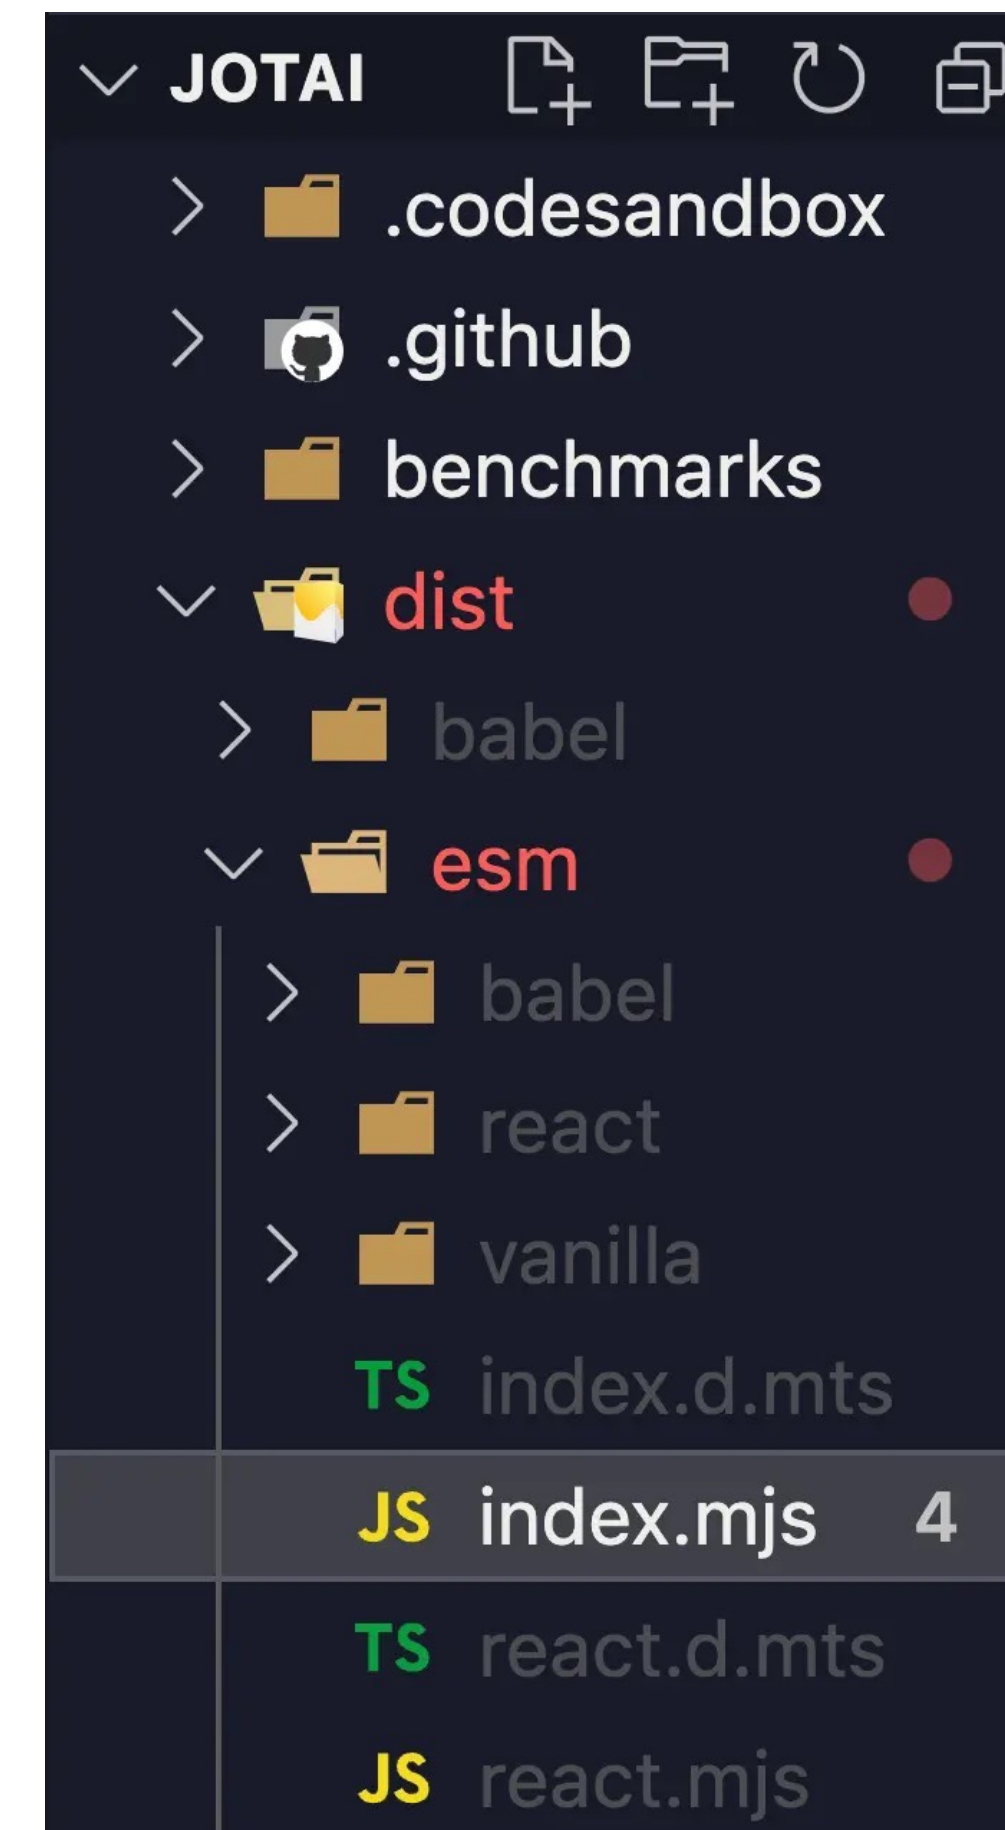 JOTAI
.codesandbox
.github
benchmarks
dist
babel
esm
babel
react
vanilla
TS index.d.mts
JS index.mjs 4
TS react.d.mts
JS react.mjs